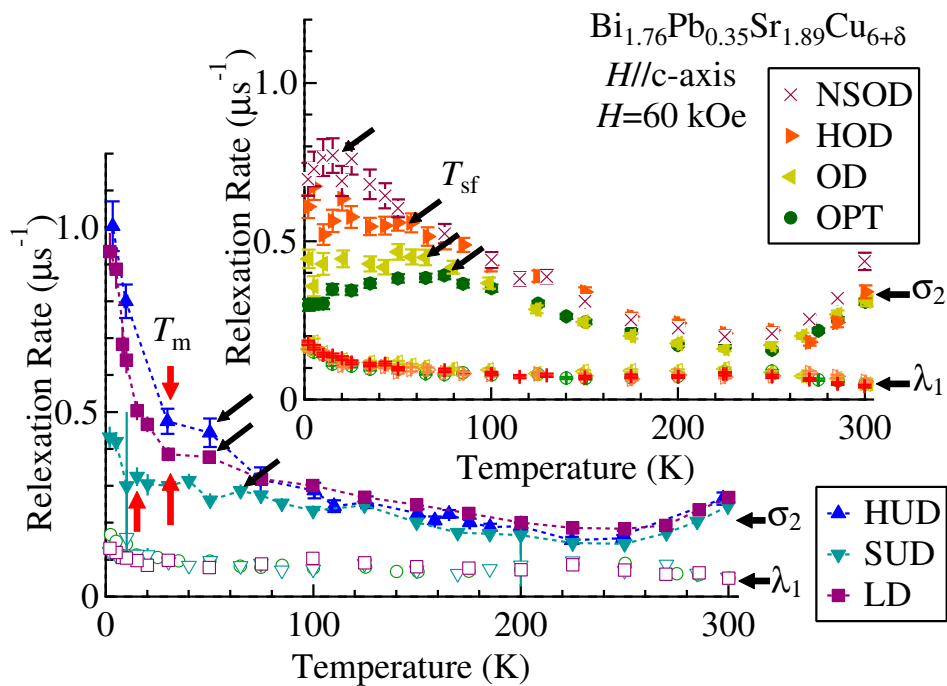 Bi1.76Pb0.35Sr1.89Cu6+δ
H//c-axis
H=60 kOe
NSOD
HOD
OD
OPT
Relexation Rate (μs-1)
1.0
0.5
0
Tsf
σ2
λ1
0
100
200
300
Temperature (K)
Relexation Rate (μs-1)
1.0
0.5
0
Tm
σ2
λ1
HUD
SUD
LD
0
100
200
300
Temperature (K)